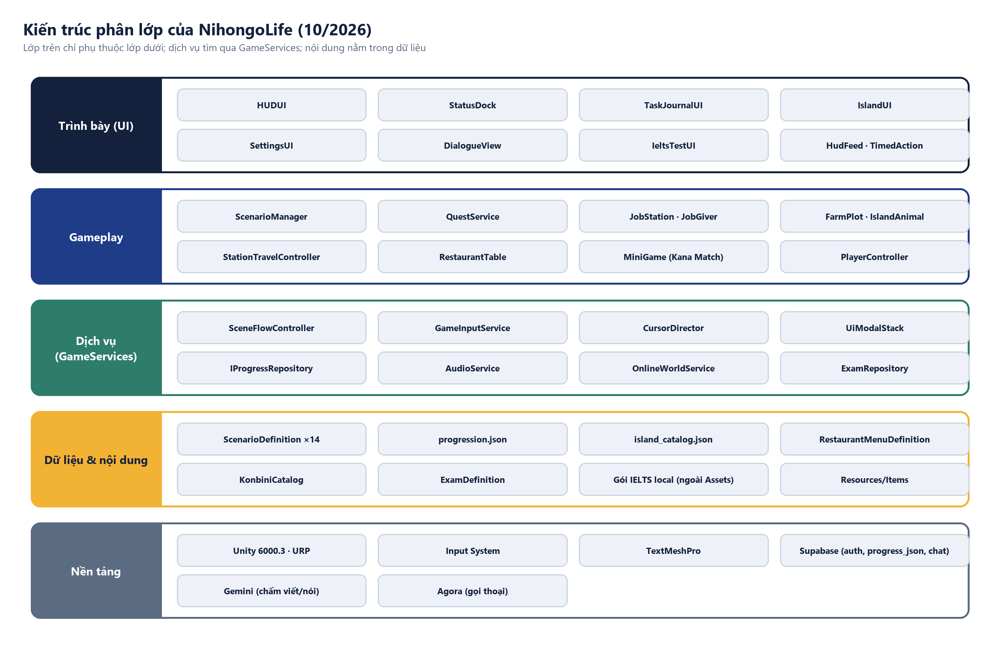 Kiến trúc phân lớp của NihongoLife (10/2026)
Lớp trên chỉ phụ thuộc lớp dưới; dịch vụ tìm qua GameServices; nội dung nằm trong dữ liệu
Trình bày (UI)
HUDUI
StatusDock
TaskJournalUI
IslandUI
SettingsUI
DialogueView
IeltsTestUI
HudFeed · TimedAction
Gameplay
ScenarioManager
QuestService
JobStation · JobGiver
FarmPlot · IslandAnimal
StationTravelController
RestaurantTable
MiniGame (Kana Match)
PlayerController
Dịch vụ
(GameServices)
SceneFlowController
GameInputService
CursorDirector
UiModalStack
IProgressRepository
AudioService
OnlineWorldService
ExamRepository
Dữ liệu & nội dung
ScenarioDefinition ×14
progression.json
island_catalog.json
RestaurantMenuDefinition
KonbiniCatalog
ExamDefinition
Gói IELTS local (ngoài Assets)
Resources/Items
Nền tảng
Unity 6000.3 · URP
Input System
TextMeshPro
Supabase (auth, progress_json, chat)
Gemini (chấm viết/nói)
Agora (gọi thoại)